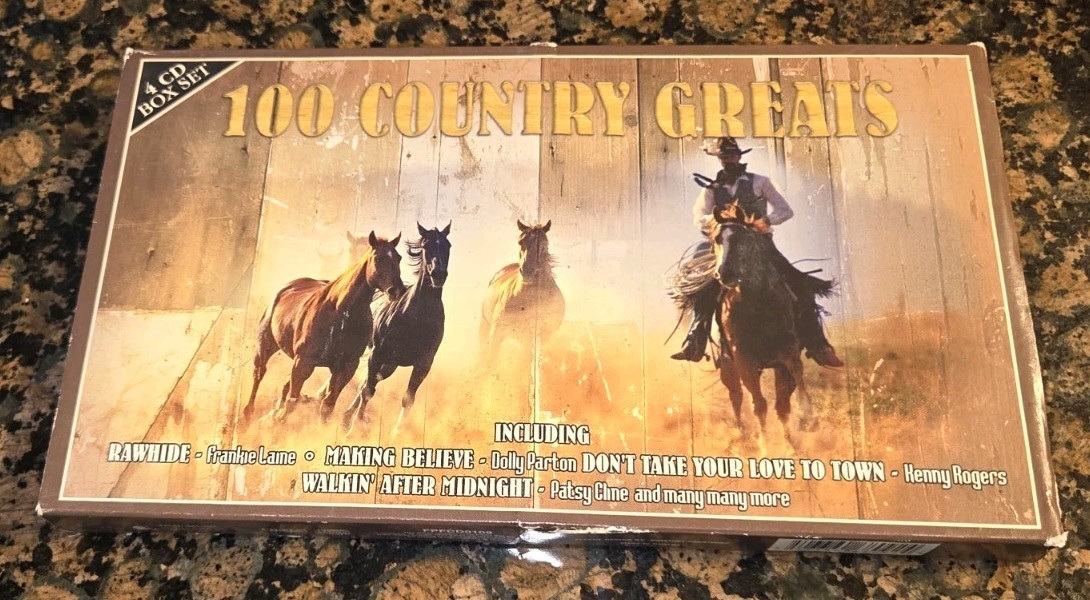 4 CD
BOX SET
100 COUNTRY GREATS
INCLUDING
RAWHIDE - Frankie Laine • MAKING BELIEVE - Dolly Parton DON'T TAKE YOUR LOVE TO TOWN - Kenny Rogers
WALKIN' AFTER MIDNIGHT - Patsy Cline and many many more